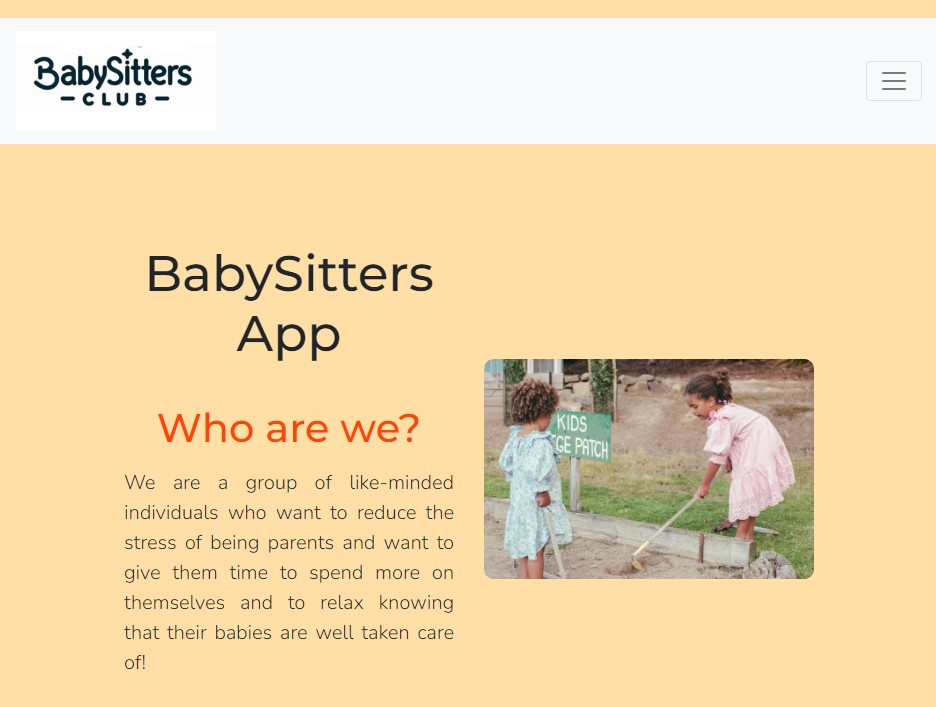 BabySitters
CLUB
BabySitters
App
Who are we?
We are a group of like-minded
individuals who want to reduce the
stress of being parents and want to
give them time to spend more on
themselves and to relax knowing
that their babies are well taken care
of!
KIDS
PATCH